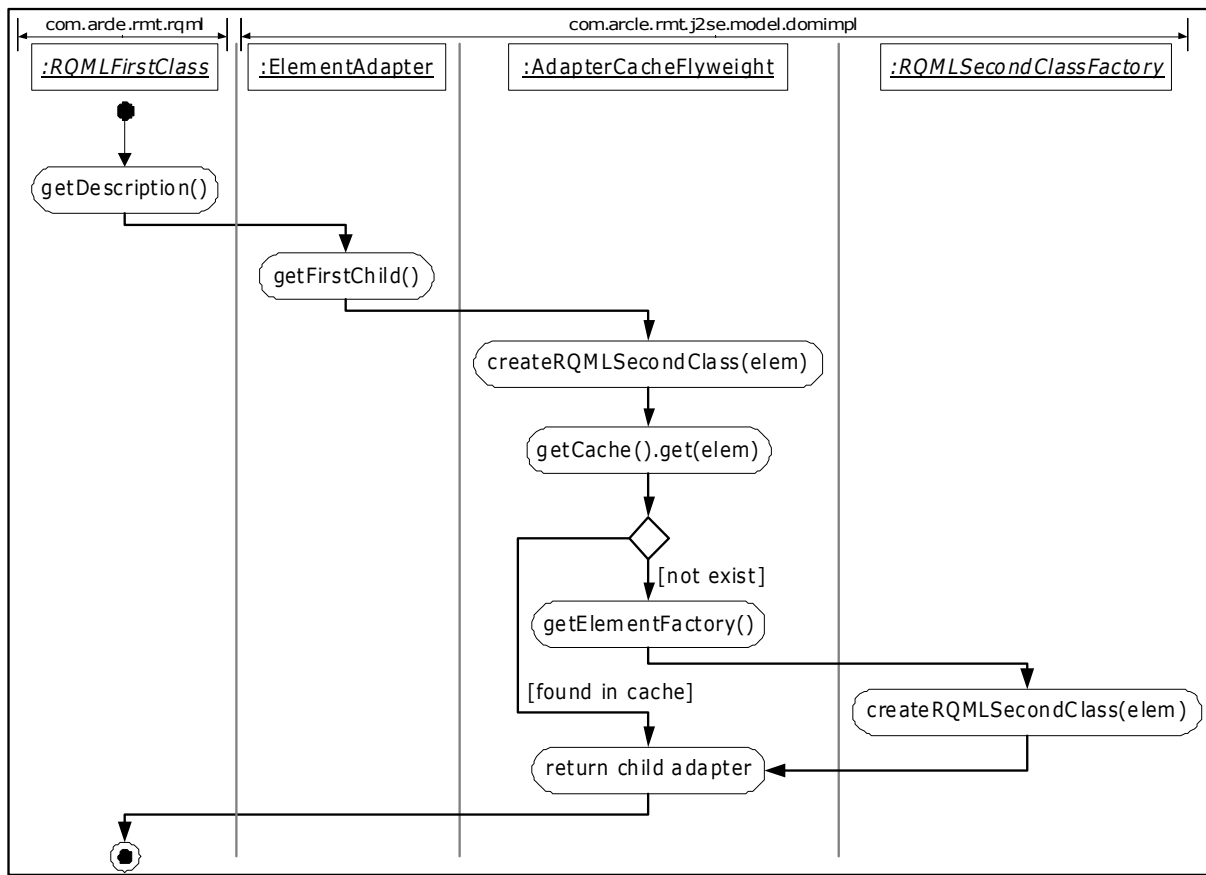 com.arcle.rmt.rqml
com.arcle.rmt.j2se.model.domimpl
:RQMLFirstClass
:ElementAdapter
:AdapterCacheFlyweight
:RQMLSecondClassFactory
getDescription()
getFirstChild()
createRQMLSecondClass(elem)
getCache().get(elem)
[not exist]
getElementFactory()
[found in cache]
createRQMLSecondClass(elem)
return child adapter